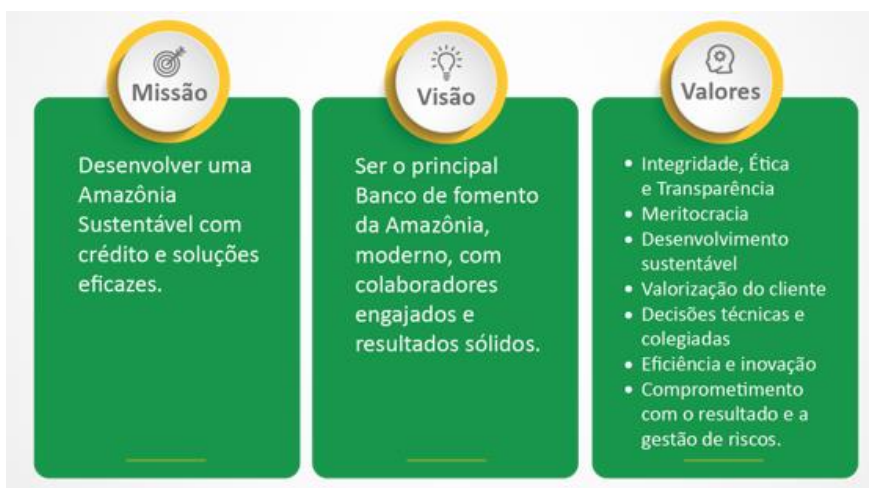 Missão
Desenvolver uma
Amazônia
Sustentável com
crédito e soluções
eficazes.
Visão
Ser o principal
Banco de fomento
da Amazônia,
moderno, com
colaboradores
engajados e
resultados sólidos.
Valores
• Integridade, Ética
e Transparência
• Meritocracia
• Desenvolvimento
sustentável
• Valorização do cliente
• Decisões técnicas e
colegiadas
• Eficiência e inovação
• Comprometimento
com o resultado e a
gestão de riscos.